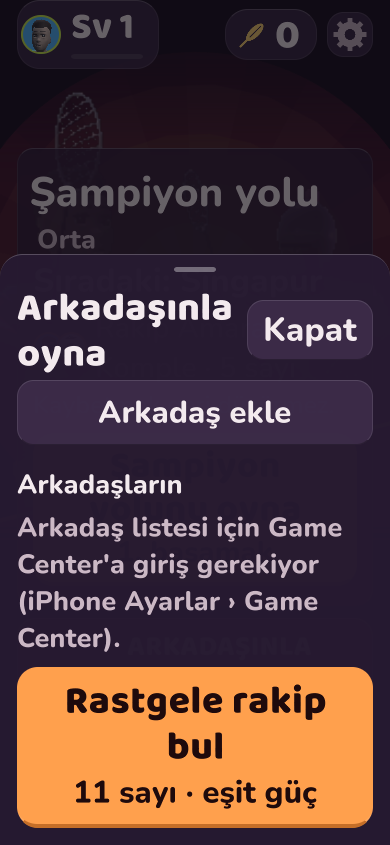 Sv 1
0
Şampiyon yolu
Orta
Arkadaşınla
oyna
Kapat
Arkadaş ekle
Arkadaşların
Arkadaş listesi için Game
Center'a giriş gerekiyor
(iPhone Ayarlar › Game
Center).
Rastgele rakip
bul
11 sayı · eşit güç